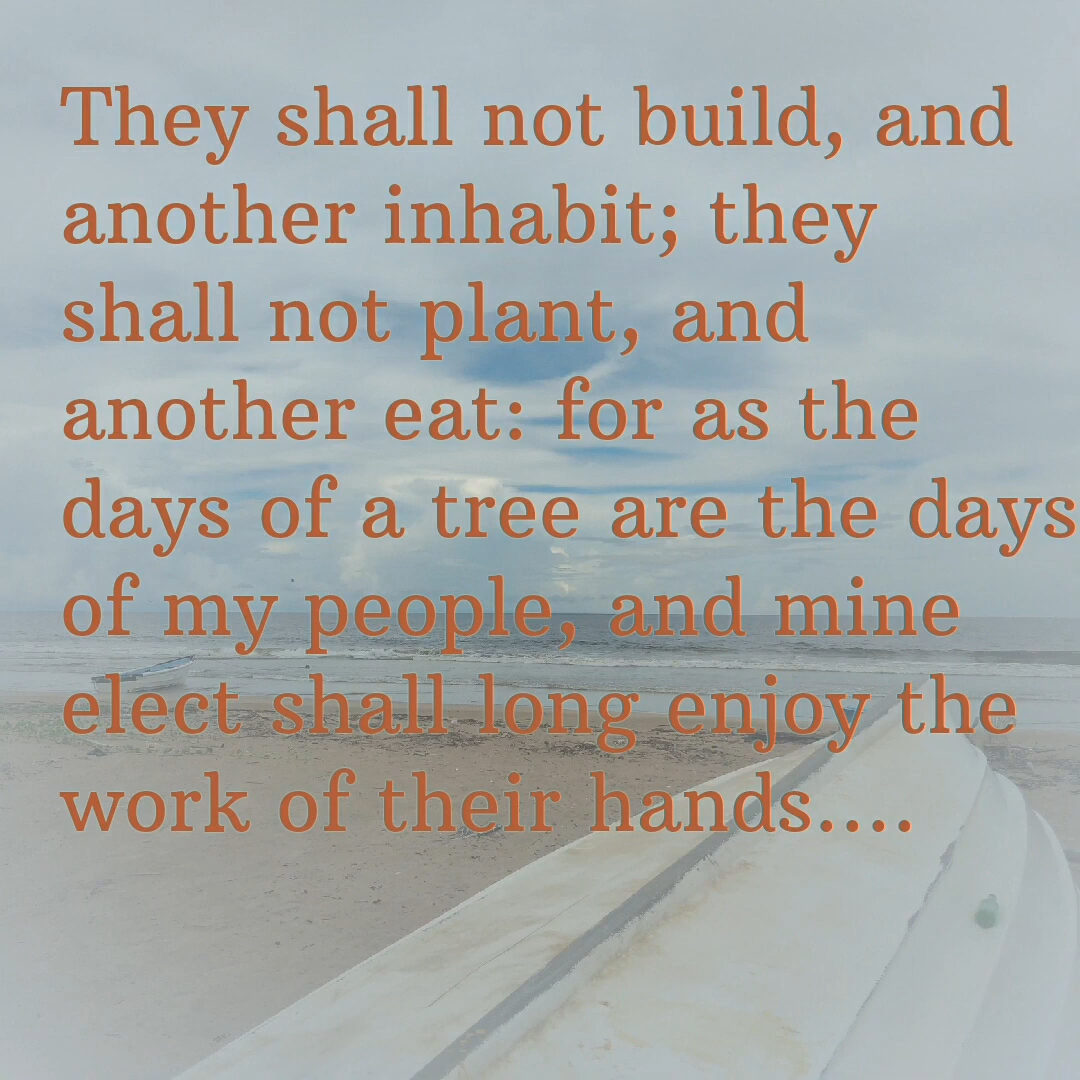 They shall not build, and
another inhabit; they
shall not plant, and
another eat: for as the
days of a tree are the days
of my people, and mine
elect shall long enjoy the
work of their hands....